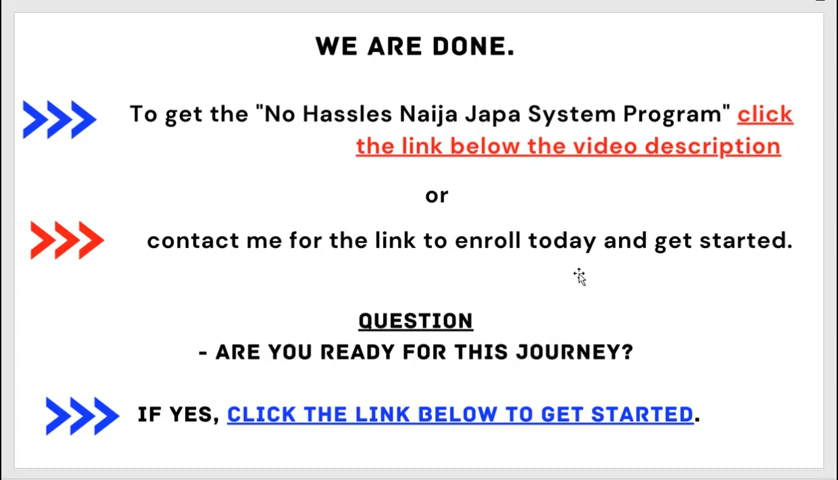 WE ARE DONE.
To get the "No Hassles Naija Japa System Program" click
the link below the video description
or
contact me for the link to enroll today and get started.
QUESTION
- ARE YOU READY FOR THIS JOURNEY?
IF YES, CLICK THE LINK BELOW TO GET STARTED.